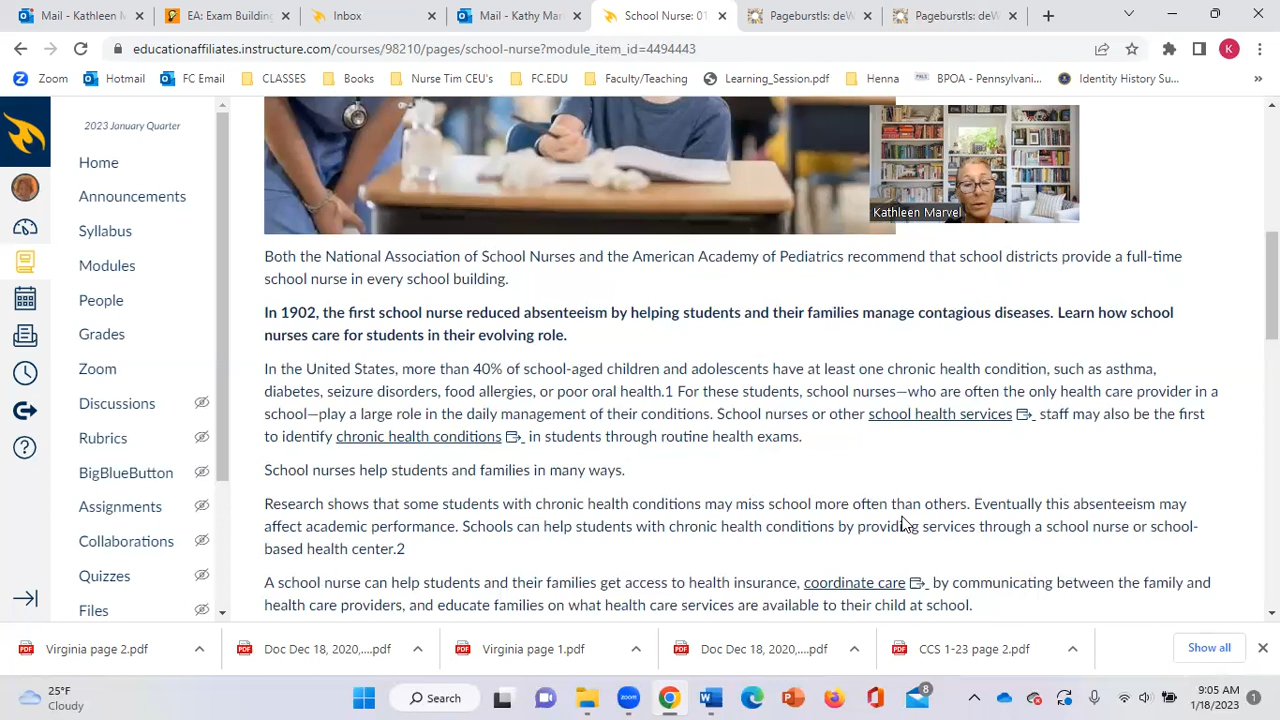 Mail - Kathleen M
EA: Exam Building
Inbox
Mail - Kathy Mar
School Nurse: 01
Pageburstls: deW
Pageburstls: deW
educationaffiliates.instructure.com/courses/98210/pages/school-nurse?module_item_id=4494443
K
Zoom
Hotmail
FC Email
CLASSES
Books
Nurse Tim CEU's
FC.EDU
Faculty/Teaching
Learning_Session.pdf
Henna
BPOA - Pennsylvani...
Identity History Su...
»
2023 January Quarter
Home
Announcements
Syllabus
Modules
People
Grades
Zoom
Discussions
Rubrics
BigBlueButton
Assignments
Collaborations
Quizzes
Files
Kathleen Marvel
Both the National Association of School Nurses and the American Academy of Pediatrics recommend that school districts provide a full-time
school nurse in every school building.
In 1902, the first school nurse reduced absenteeism by helping students and their families manage contagious diseases. Learn how school
nurses care for students in their evolving role.
In the United States, more than 40% of school-aged children and adolescents have at least one chronic health condition, such as asthma,
diabetes, seizure disorders, food allergies, or poor oral health.1 For these students, school nurses—who are often the only health care provider in a
school—play a large role in the daily management of their conditions. School nurses or other school health services staff may also be the first
to identify chronic health conditions in students through routine health exams.
School nurses help students and families in many ways.
Research shows that some students with chronic health conditions may miss school more often than others. Eventually this absenteeism may
affect academic performance. Schools can help students with chronic health conditions by providing services through a school nurse or school-
based health center.2
A school nurse can help students and their families get access to health insurance, coordinate care by communicating between the family and
health care providers, and educate families on what health care services are available to their child at school.
Virginia page 2.pdf
Doc Dec 18, 2020,....pdf
Virginia page 1.pdf
Doc Dec 18, 2020,....pdf
CCS 1-23 page 2.pdf
Show all
25°F
Cloudy
Search
8
9:05 AM
1/18/2023
1